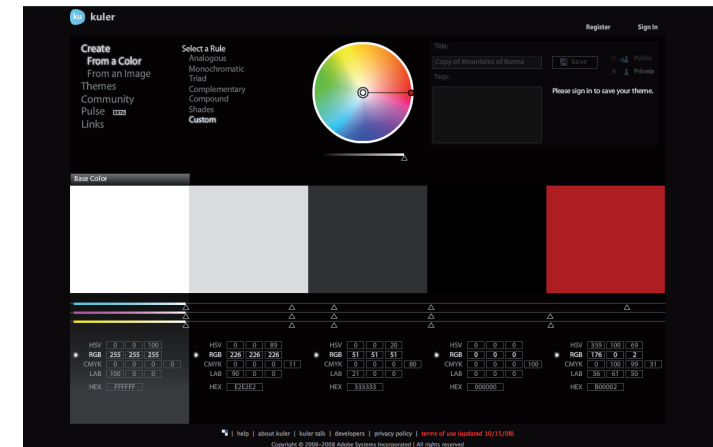 ku kuler
Register Sign In
Create
From a Color
From an Image
Themes
Community
Pulse BETA
Links
Select a Rule
Analogous
Monochromatic
Triad
Complementary
Compound
Shades
Custom
Title:
Copy of Mountains of Burma
Save
Public
Private
Tags:
Please sign in to save your theme.
Base Color
HSV 0 0 100
RGB 255 255 255
CMYK 0 0 0 0
LAB 100 0 0
HEX FFFFFF
HSV 0 0 89
RGB 226 226 226
CMYK 0 0 0 11
LAB 90 0 0
HEX E2E2E2
HSV 0 0 20
RGB 51 51 51
CMYK 0 0 0 80
LAB 21 0 0
HEX 333333
HSV 0 0 0
RGB 0 0 0
CMYK 0 0 0 100
LAB 0 0 0
HEX 000000
HSV 359 100 69
RGB 176 0 2
CMYK 0 100 99 31
LAB 36 61 50
HEX B00002
| help | about kuler | kuler talk | developers | privacy policy | terms of use (updated 10/15/08)
Copyright © 2006-2008 Adobe Systems Incorporated | All rights reserved